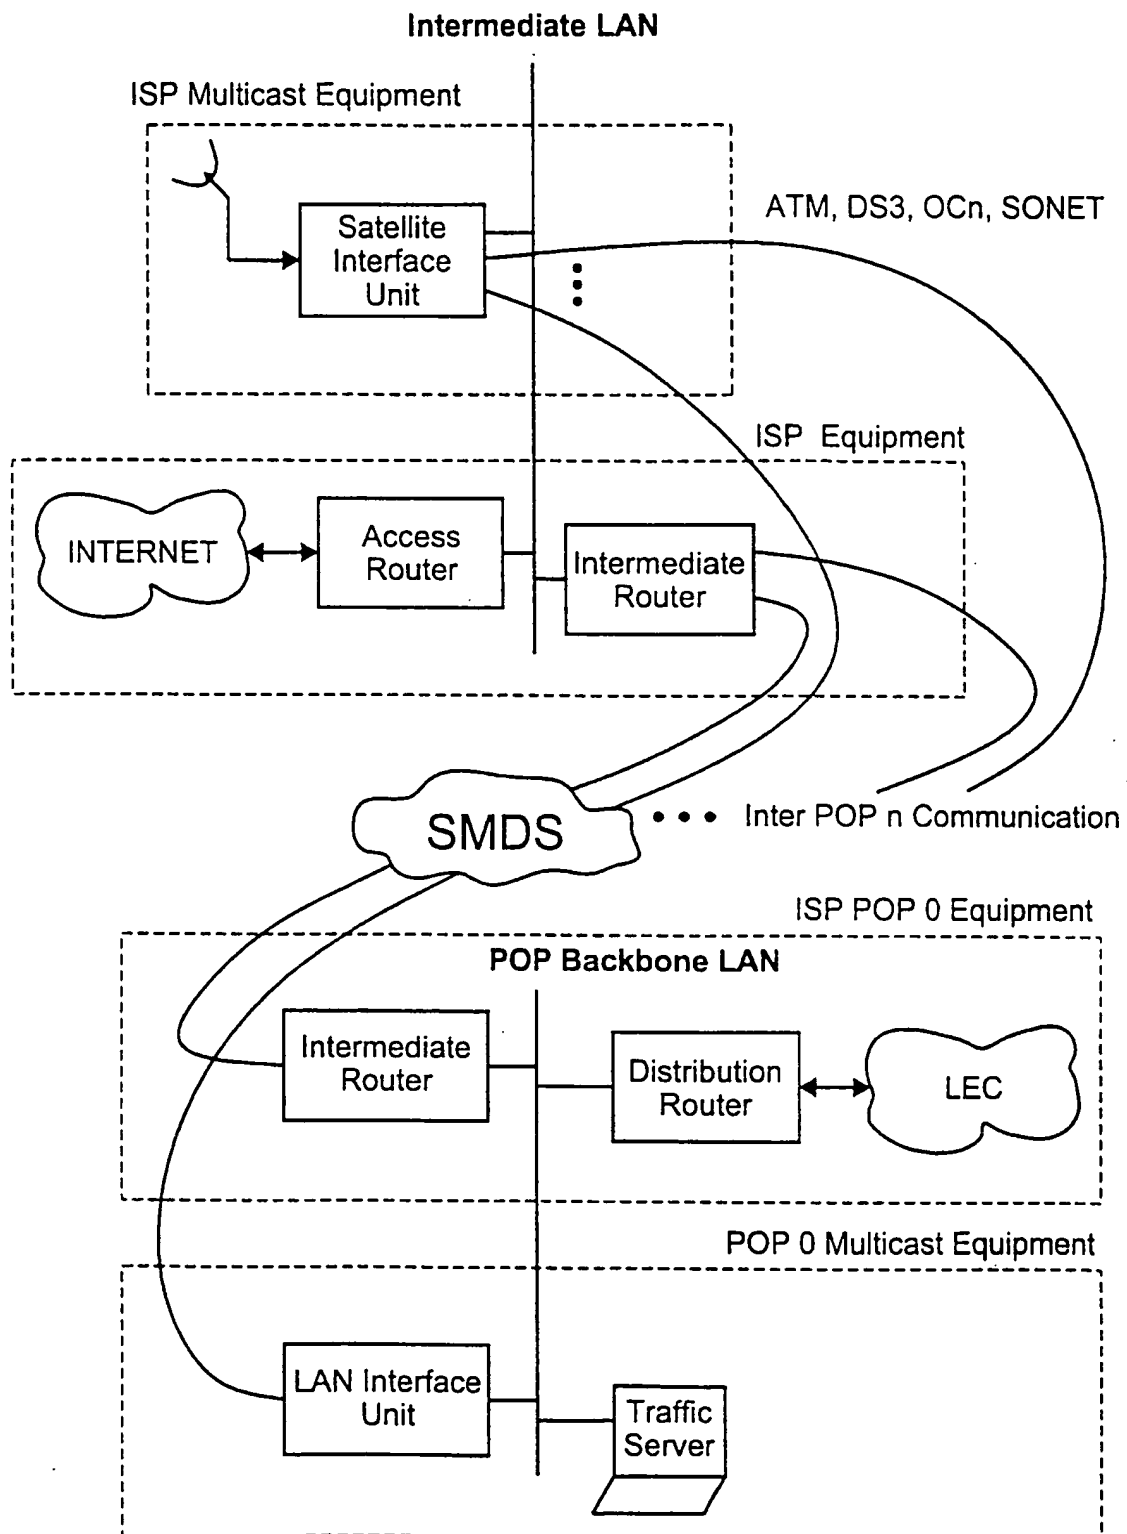 Intermediate LAN
ISP Multicast Equipment
ATM, DS3, OCn, SONET
Satellite
Interface
Unit
ISP Equipment
INTERNET
Access
Router
Intermediate
Router
SMDS
Inter POP n Communication
ISP POP 0 Equipment
POP Backbone LAN
Intermediate
Router
Distribution
Router
LEC
POP 0 Multicast Equipment
LAN Interface
Unit
Traffic
Server